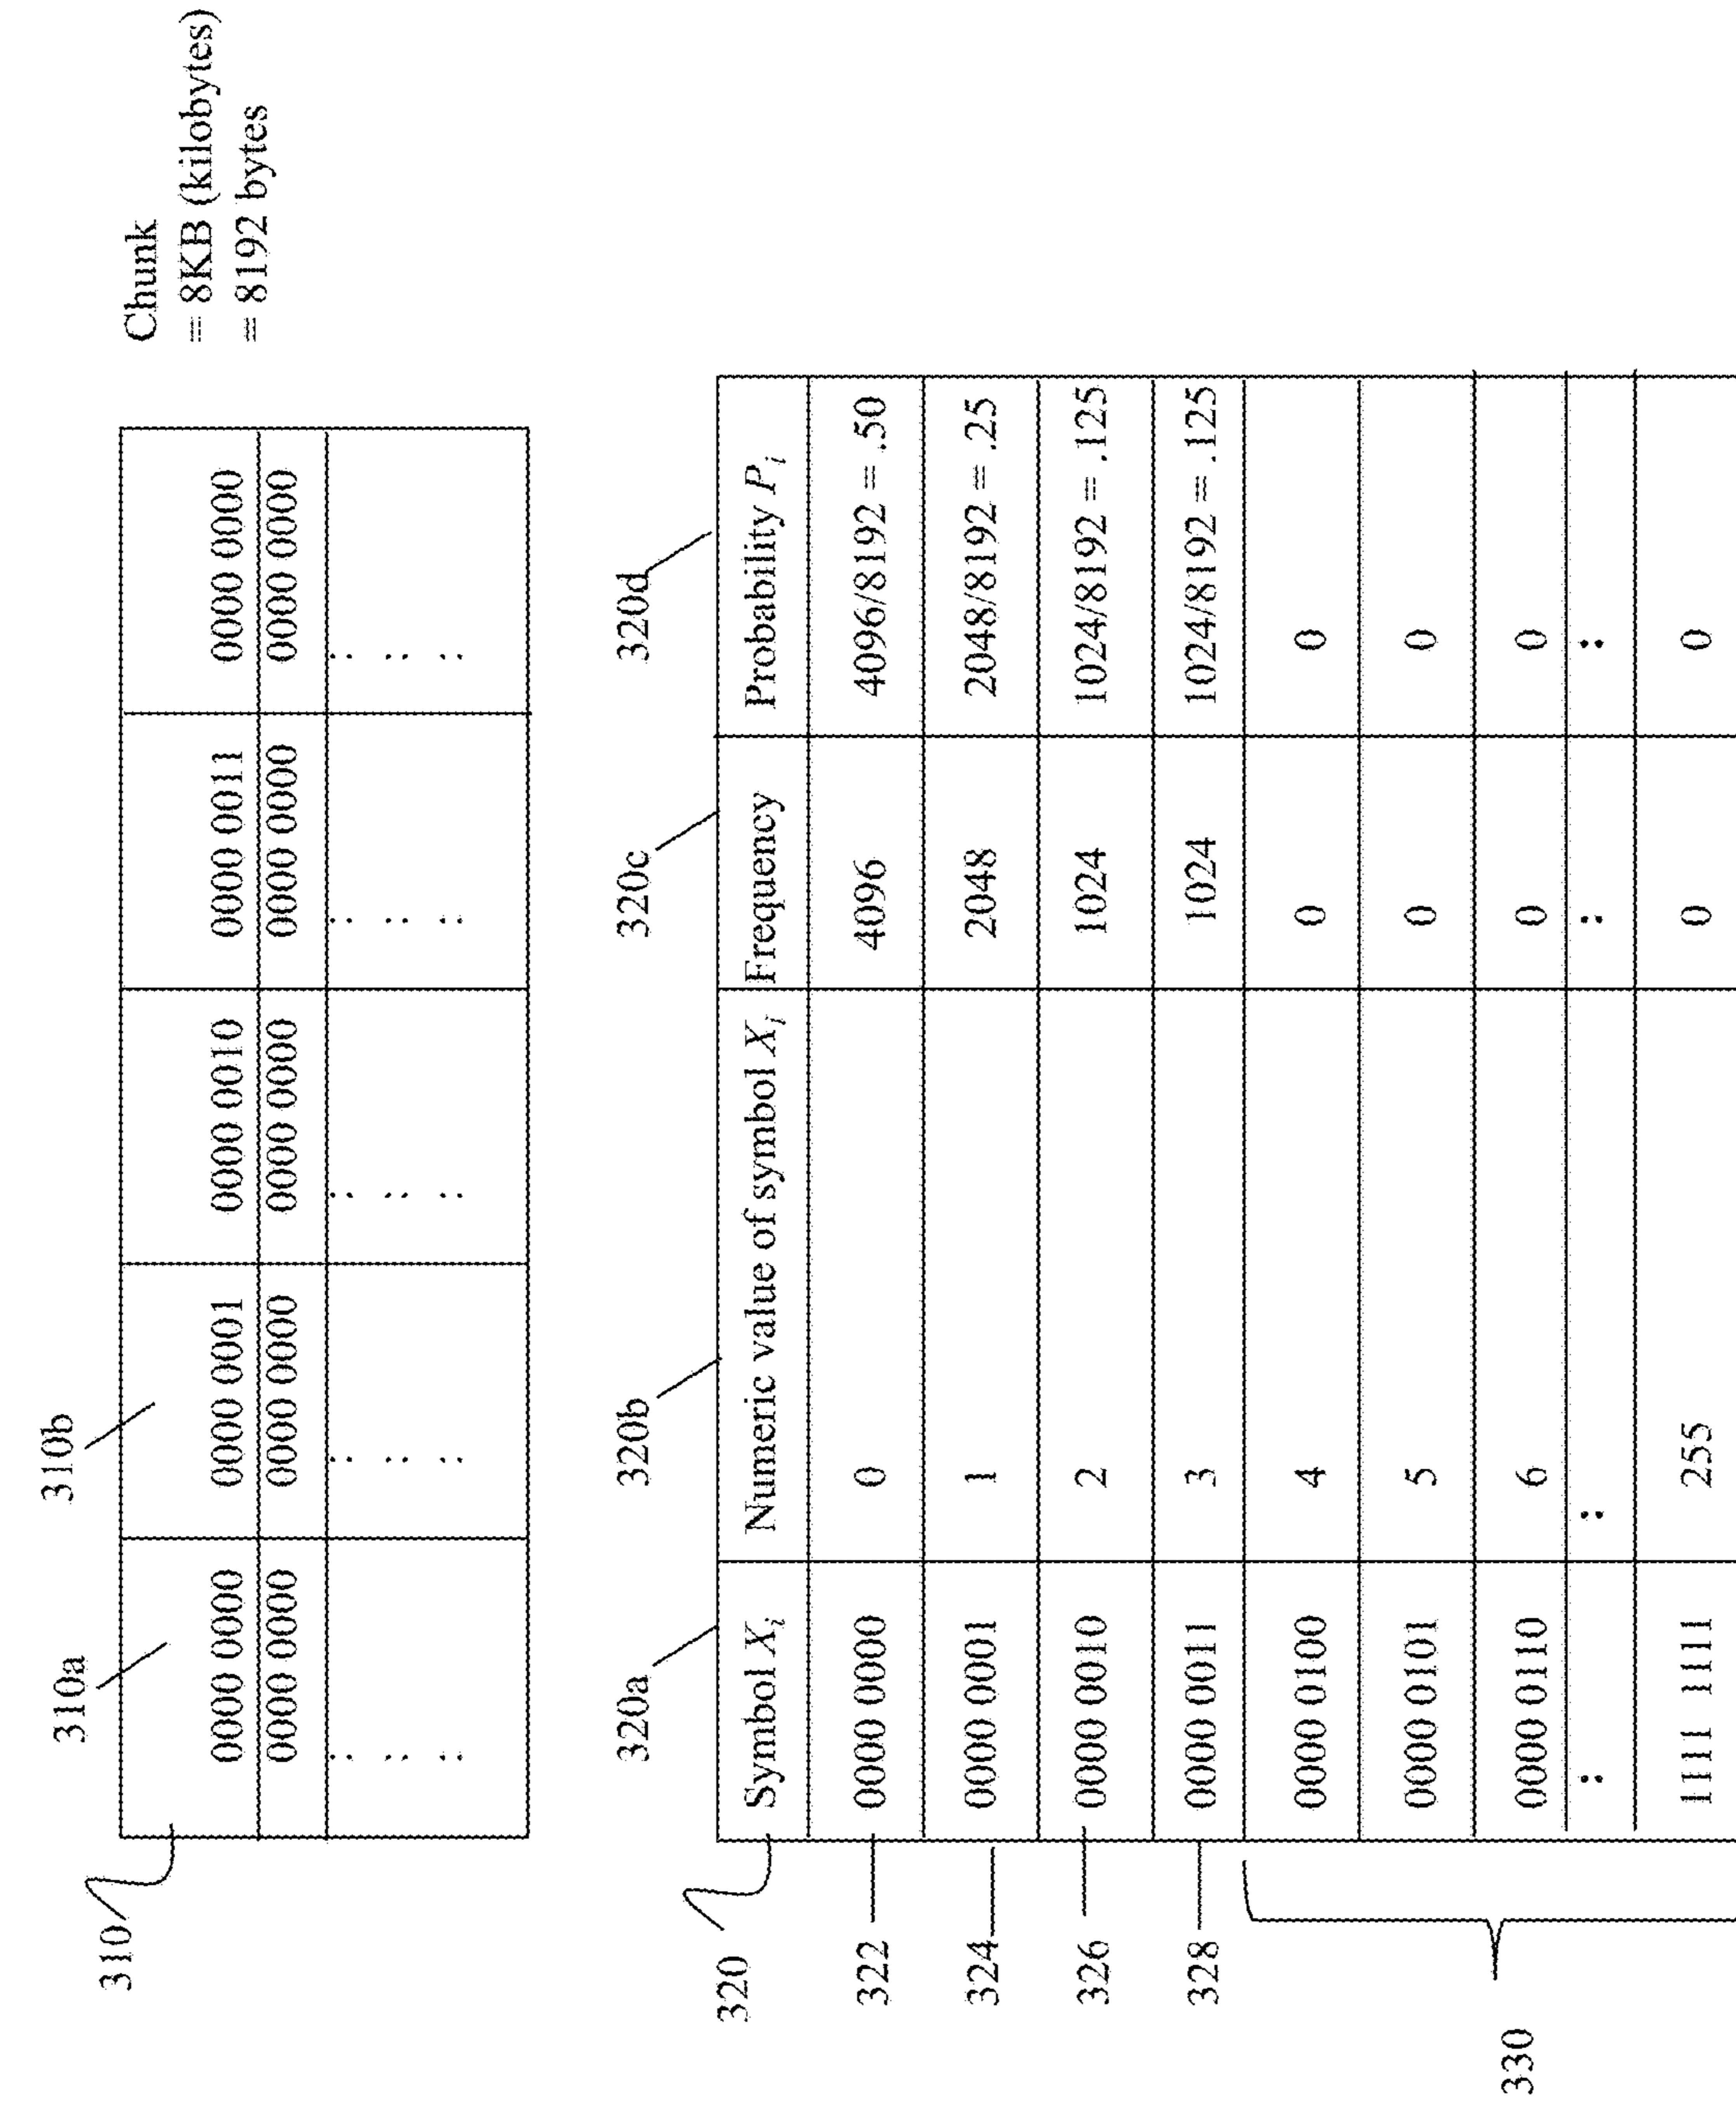 310a
310b
310
0000 0000 0000 0001 0000 0010 0000 0011 0000 0000
0000 0000 0000 0000 0000 0000 0000 0000 0000 0000
: : : : :
: : : : :
: : : : :
Chunk
= 8KB (kilobytes)
= 8192 bytes
320a 320b 320c 320d
320
Symbol Xi Numeric value of symbol Xi Frequency Probability Pi
322 0000 0000 0 4096 4096/8192 = .50
324 0000 0001 1 2048 2048/8192 = .25
326 0000 0010 2 1024 1024/8192 = .125
328 0000 0011 3 1024 1024/8192 = .125
0000 0100 4 0 0
0000 0101 5 0 0
330
0000 0110 6 0 0
: : : :
1111 1111 255 0 0